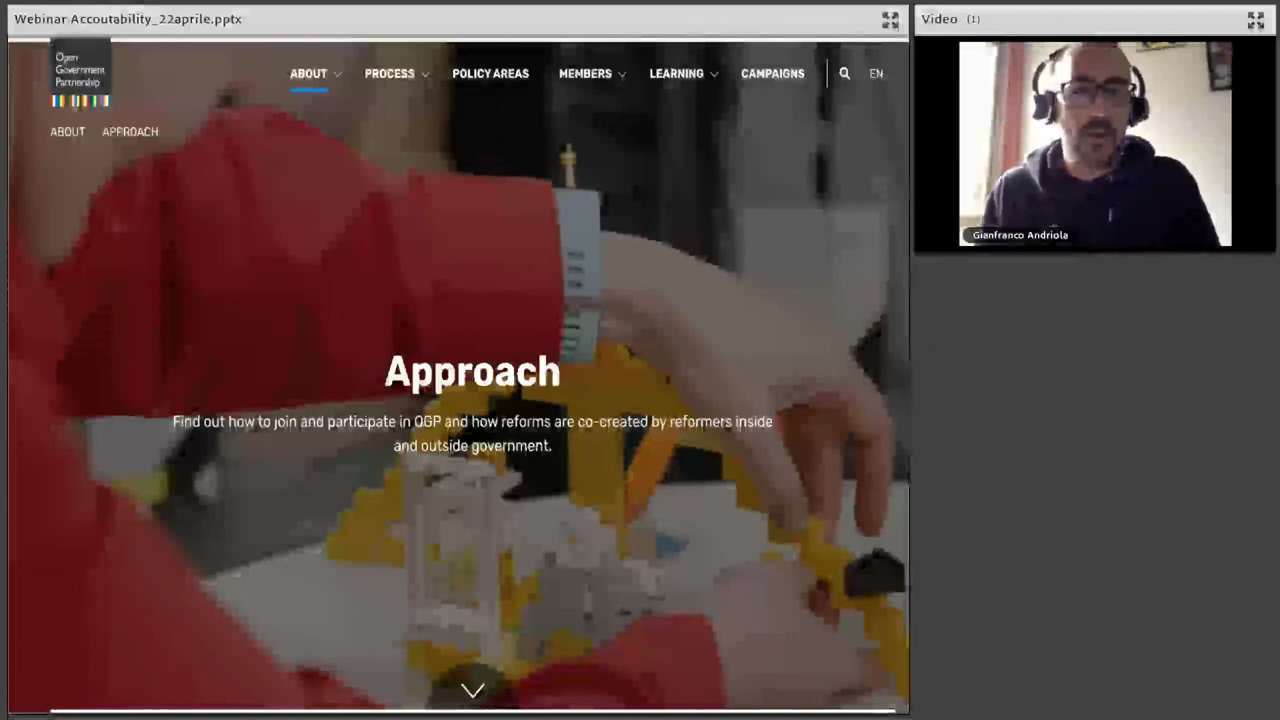 Webinar Accoutability_22aprile.pptx
Video (1)
Open
Government
Partnership
ABOUT PROCESS POLICY AREAS MEMBERS LEARNING CAMPAIGNS EN
ABOUT APPROACH
Gianfranco Andriola
Approach
Find out how to join and participate in OGP and how reforms are co-created by reformers inside
and outside government.